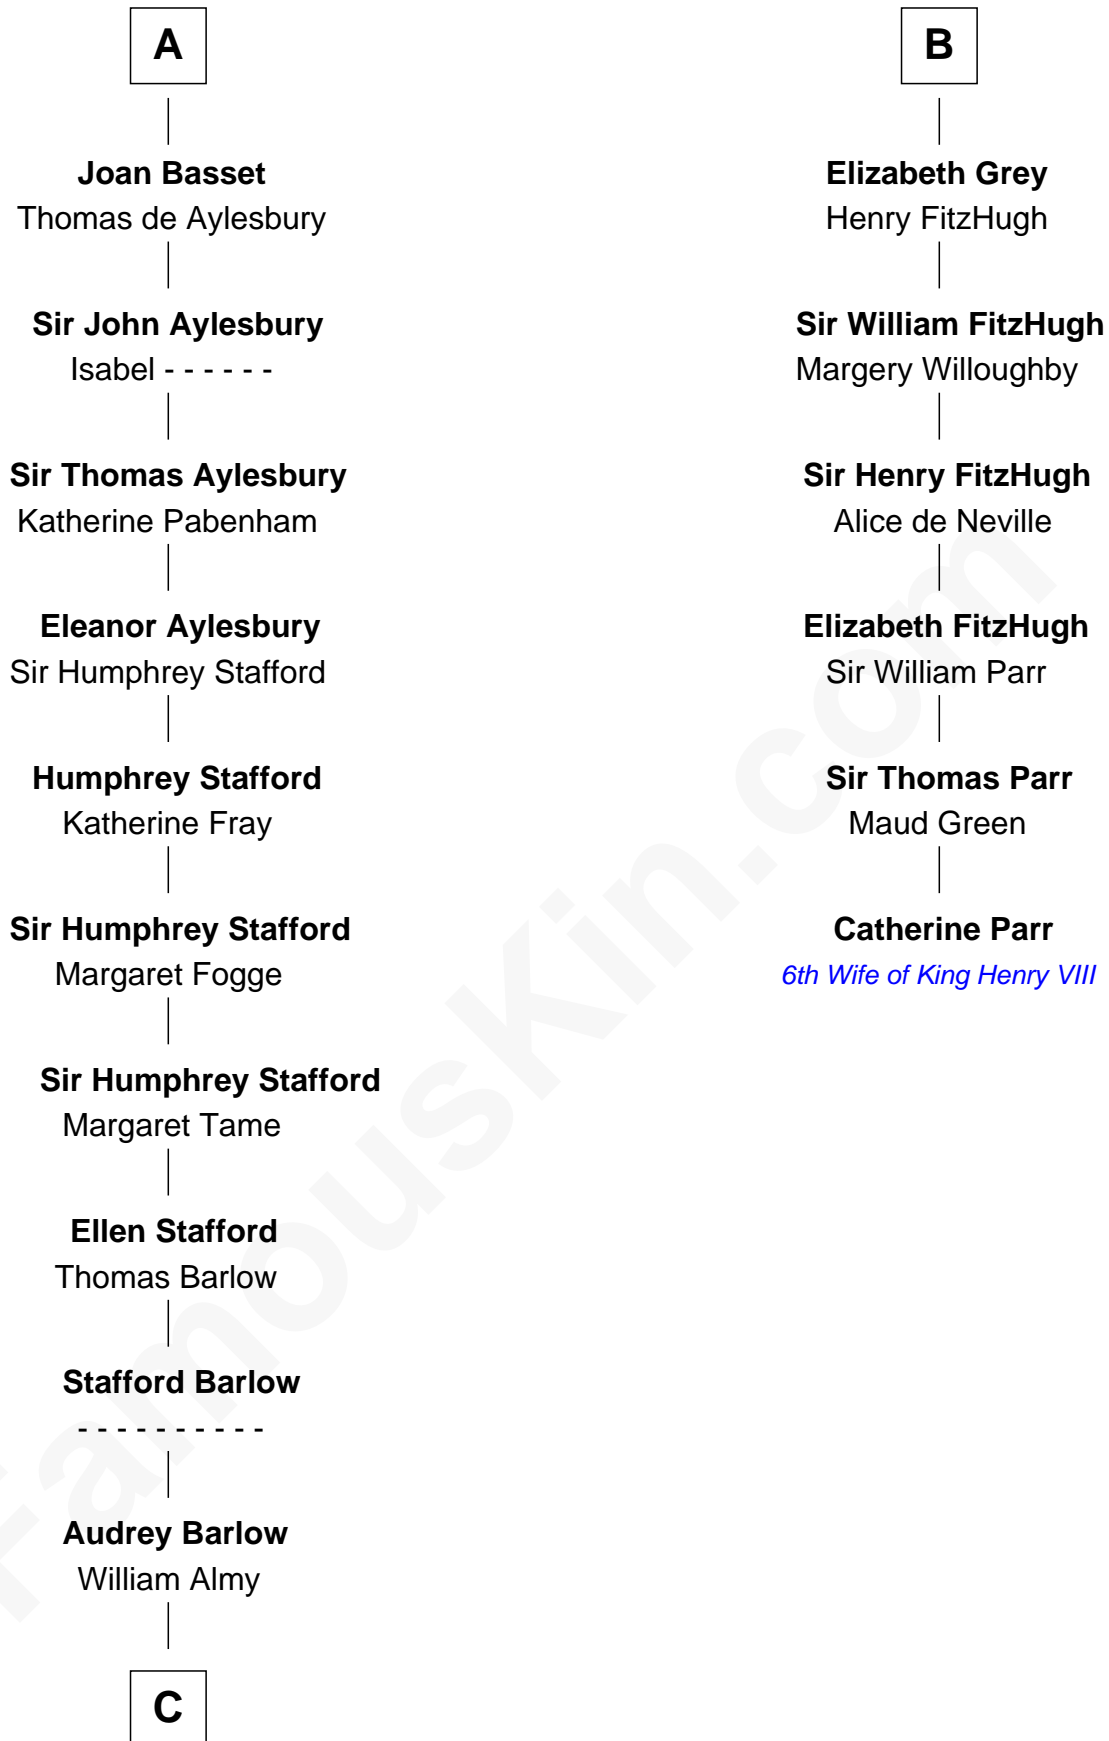 A
Joan Basset
Thomas de Aylesbury
Sir John Aylesbury
Isabel - - - - - -
Sir Thomas Aylesbury
Katherine Pabenham
Eleanor Aylesbury
Sir Humphrey Stafford
Humphrey Stafford
Katherine Fray
Sir Humphrey Stafford
Margaret Fogge
Sir Humphrey Stafford
Margaret Tame
Ellen Stafford
Thomas Barlow
Stafford Barlow
- - - - - - - - - -
Audrey Barlow
William Almy
C
B
Elizabeth Grey
Henry FitzHugh
Sir William FitzHugh
Margery Willoughby
Sir Henry FitzHugh
Alice de Neville
Elizabeth FitzHugh
Sir William Parr
Sir Thomas Parr
Maud Green
Catherine Parr
6th Wife of King Henry VIII
FamousKin.com